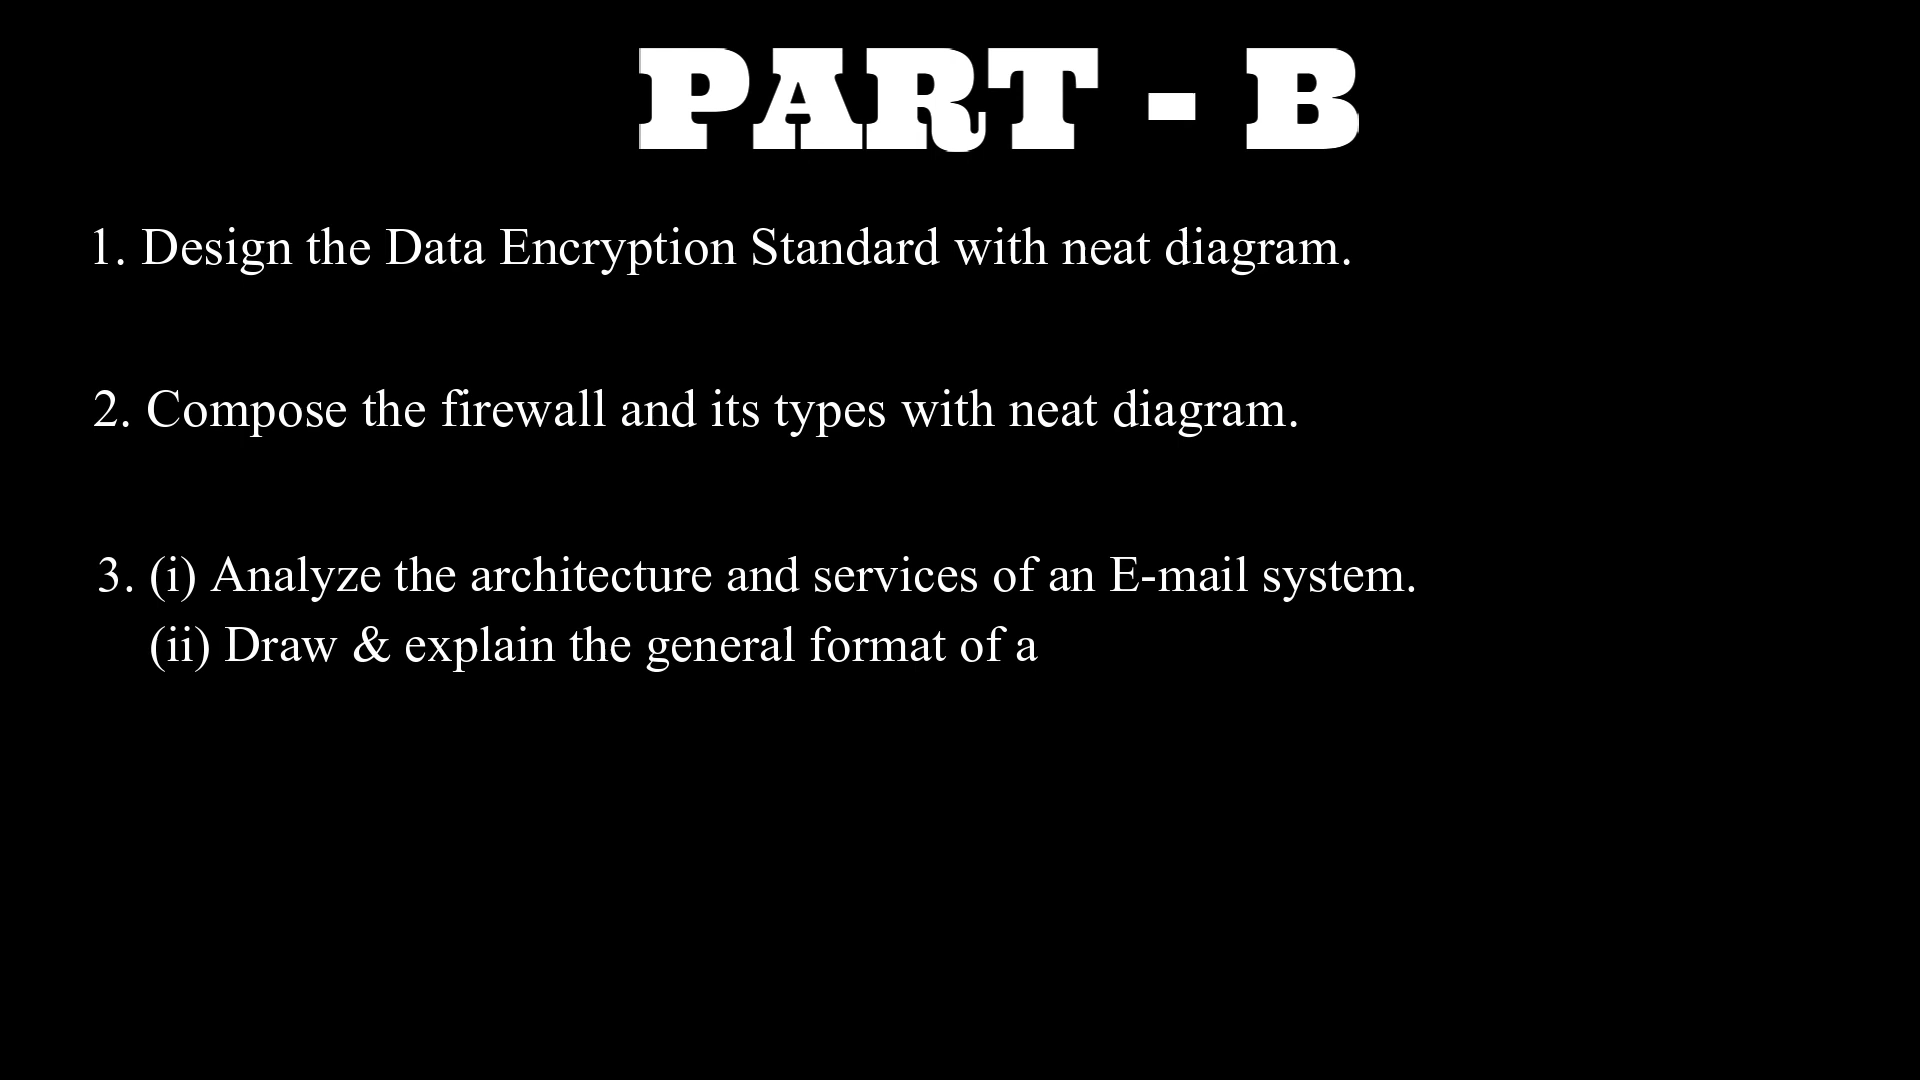 PART - B
1. Design the Data Encryption Standard with neat diagram.
2. Compose the firewall and its types with neat diagram.
3. (i) Analyze the architecture and services of an E-mail system.
(ii) Draw & explain the general format of a